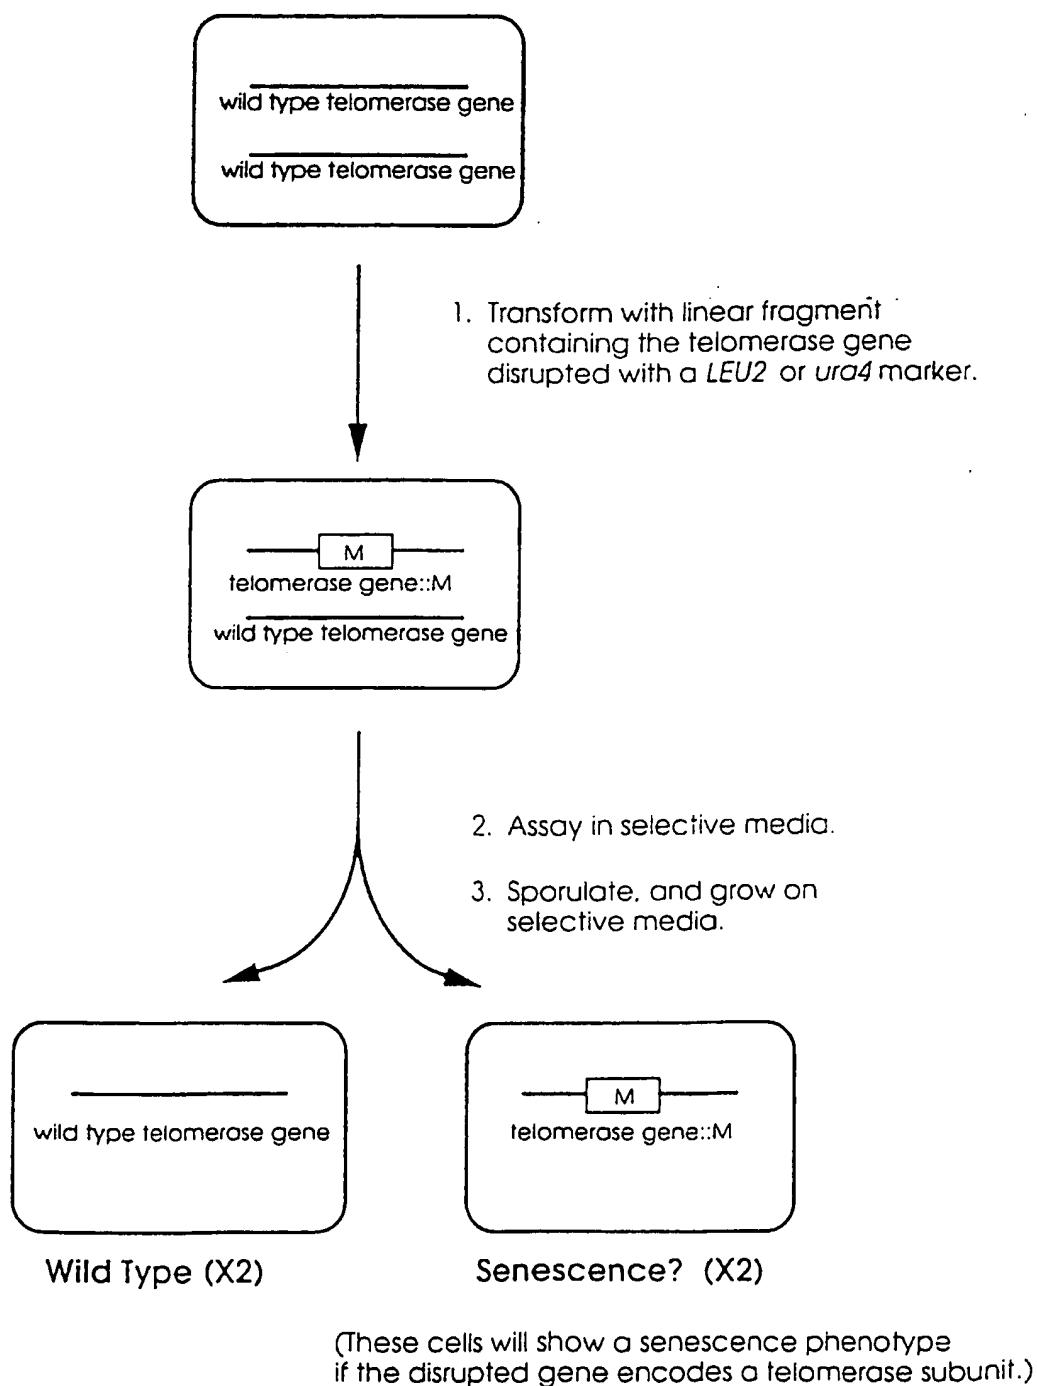 wild type telomerase gene
wild type telomerase gene
1. Transform with linear fragment
containing the telomerase gene
disrupted with a LEU2 or ura4 marker.
M
telomerase gene::M
wild type telomerase gene
2. Assay in selective media.
3. Sporulate, and grow on
selective media.
wild type telomerase gene
M
telomerase gene::M
Wild Type (X2)
Senescence? (X2)
(These cells will show a senescence phenotype
if the disrupted gene encodes a telomerase subunit.)